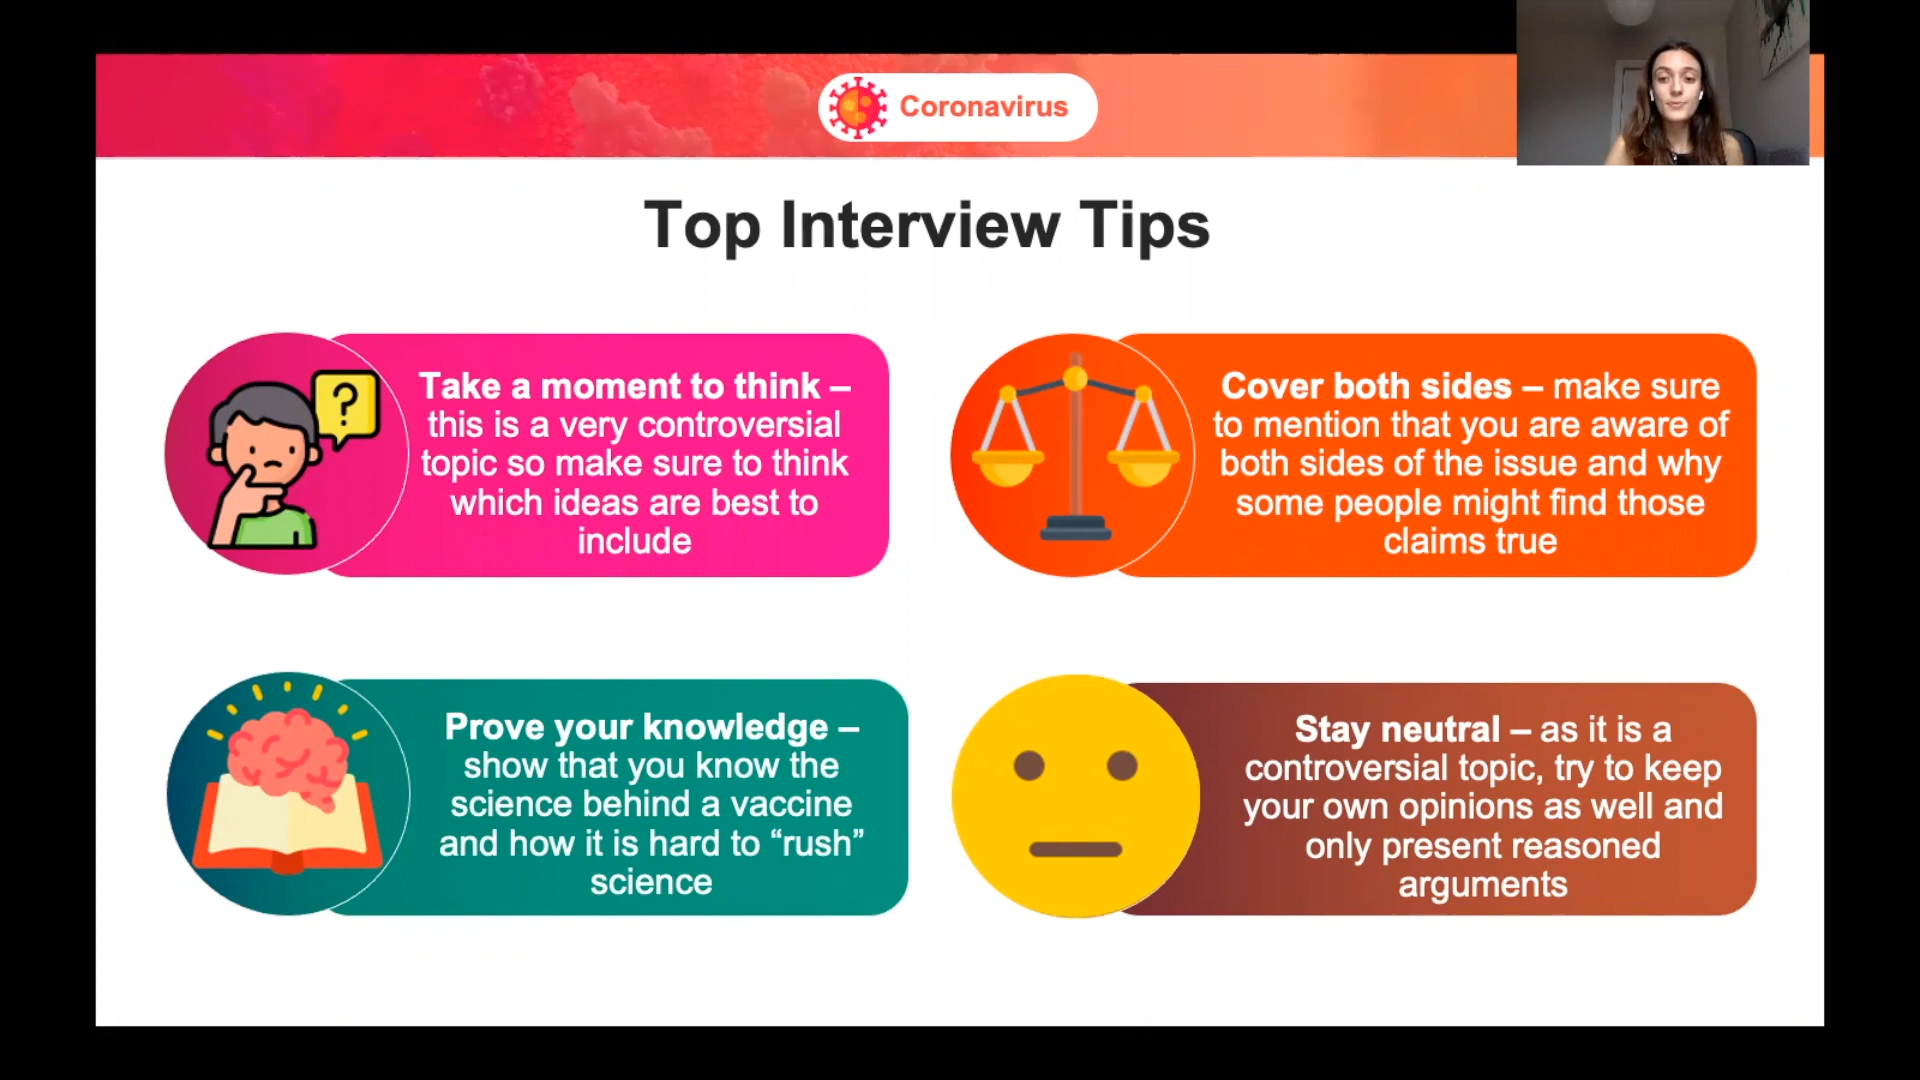 Coronavirus
Top Interview Tips
Take a moment to think –
this is a very controversial
topic so make sure to think
which ideas are best to
include
?
Cover both sides – make sure
to mention that you are aware of
both sides of the issue and why
some people might find those
claims true
Prove your knowledge –
show that you know the
science behind a vaccine
and how it is hard to “rush”
science
Stay neutral – as it is a
controversial topic, try to keep
your own opinions as well and
only present reasoned
arguments